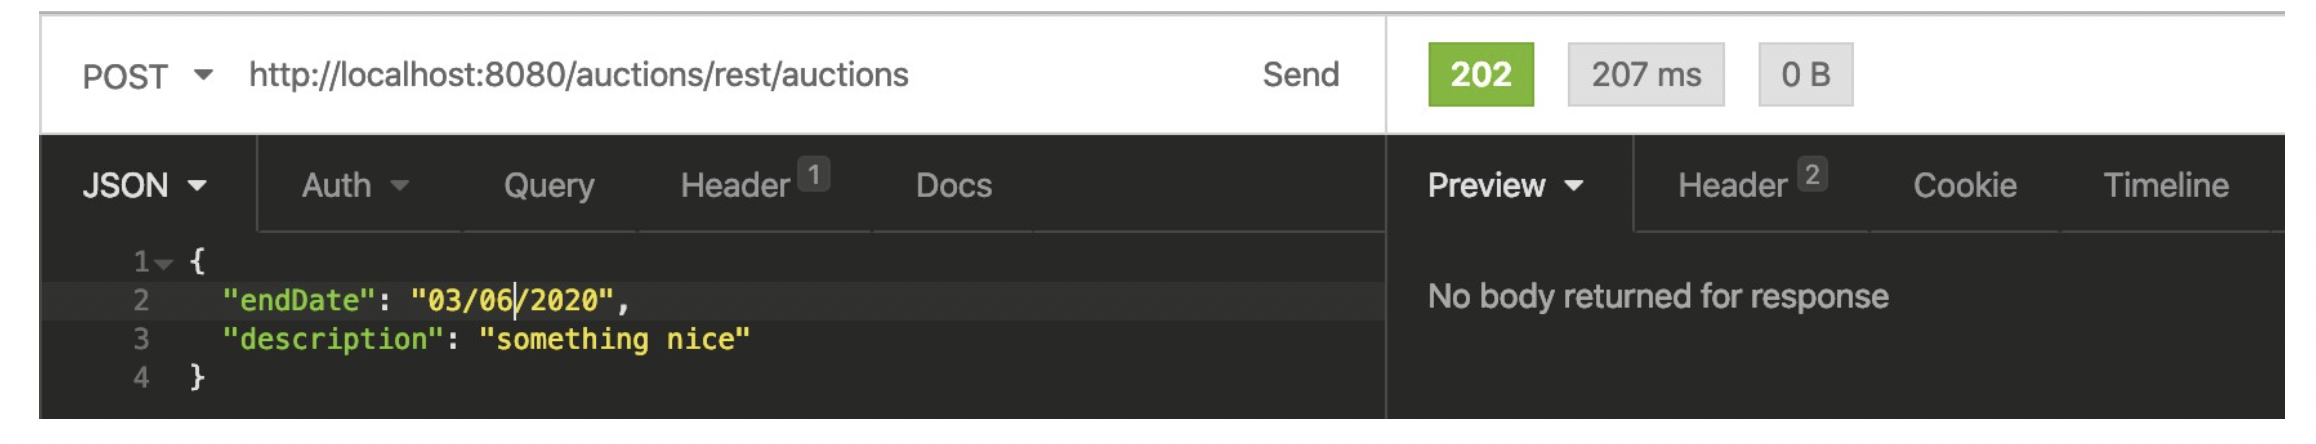 POST http://localhost:8080/auctions/rest/auctions Send 202 207 ms 0 B
JSON Auth Query Header 1 Docs Preview Header 2 Cookie Timeline
1 {
2 "endDate": "03/06/2020",
3 "description": "something nice"
4 }
No body returned for response